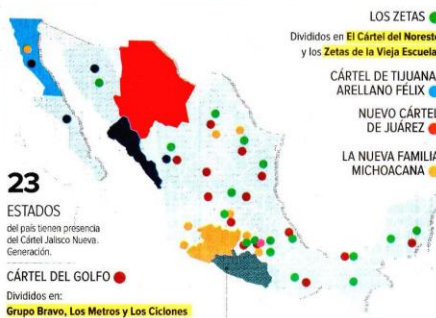 LOS ZETAS
Divididos en El Cártel del Noreste
y los Zetas de la Vieja Escuela
CÁRTEL DE TIJUANA
ARELLANO FÉLIX
NUEVO CÁRTEL
DE JUÁREZ
LA NUEVA FAMILIA
MICHOACANA
23
ESTADOS
del país tienen presencia
del Cártel Jalisco Nueva
Generación.
CÁRTEL DEL GOLFO
Divididos en:
Grupo Bravo, Los Metros y Los Ciclones